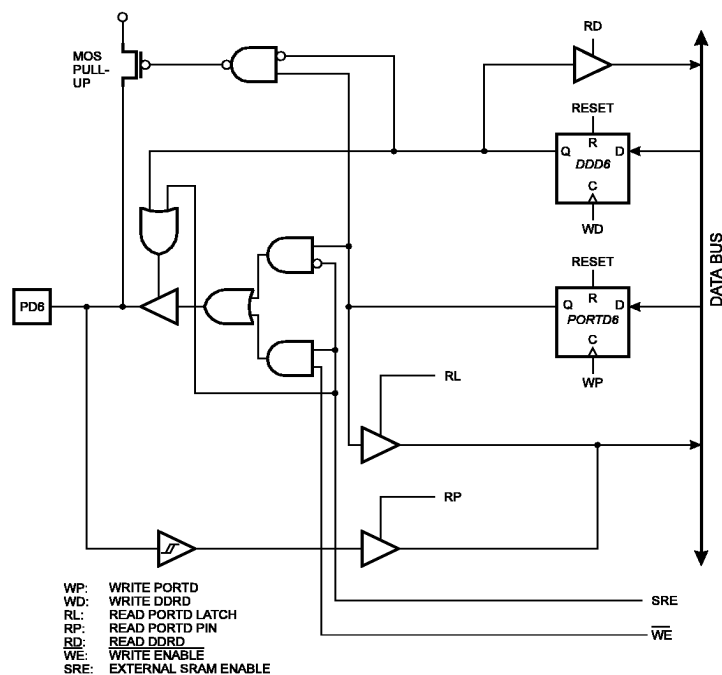 RD
MOS
PULL-
UP
RESET
Q R D
DDD6
C
WD
DATA BUS
RESET
PD6
Q R D
PORTD6
C
WP
RL
RP
WP: WRITE PORTD
WD: WRITE DDRD
RL: READ PORTD LATCH
RP: READ PORTD PIN
RD: READ DDRD
WE: WRITE ENABLE
SRE: EXTERNAL SRAM ENABLE
SRE
WE